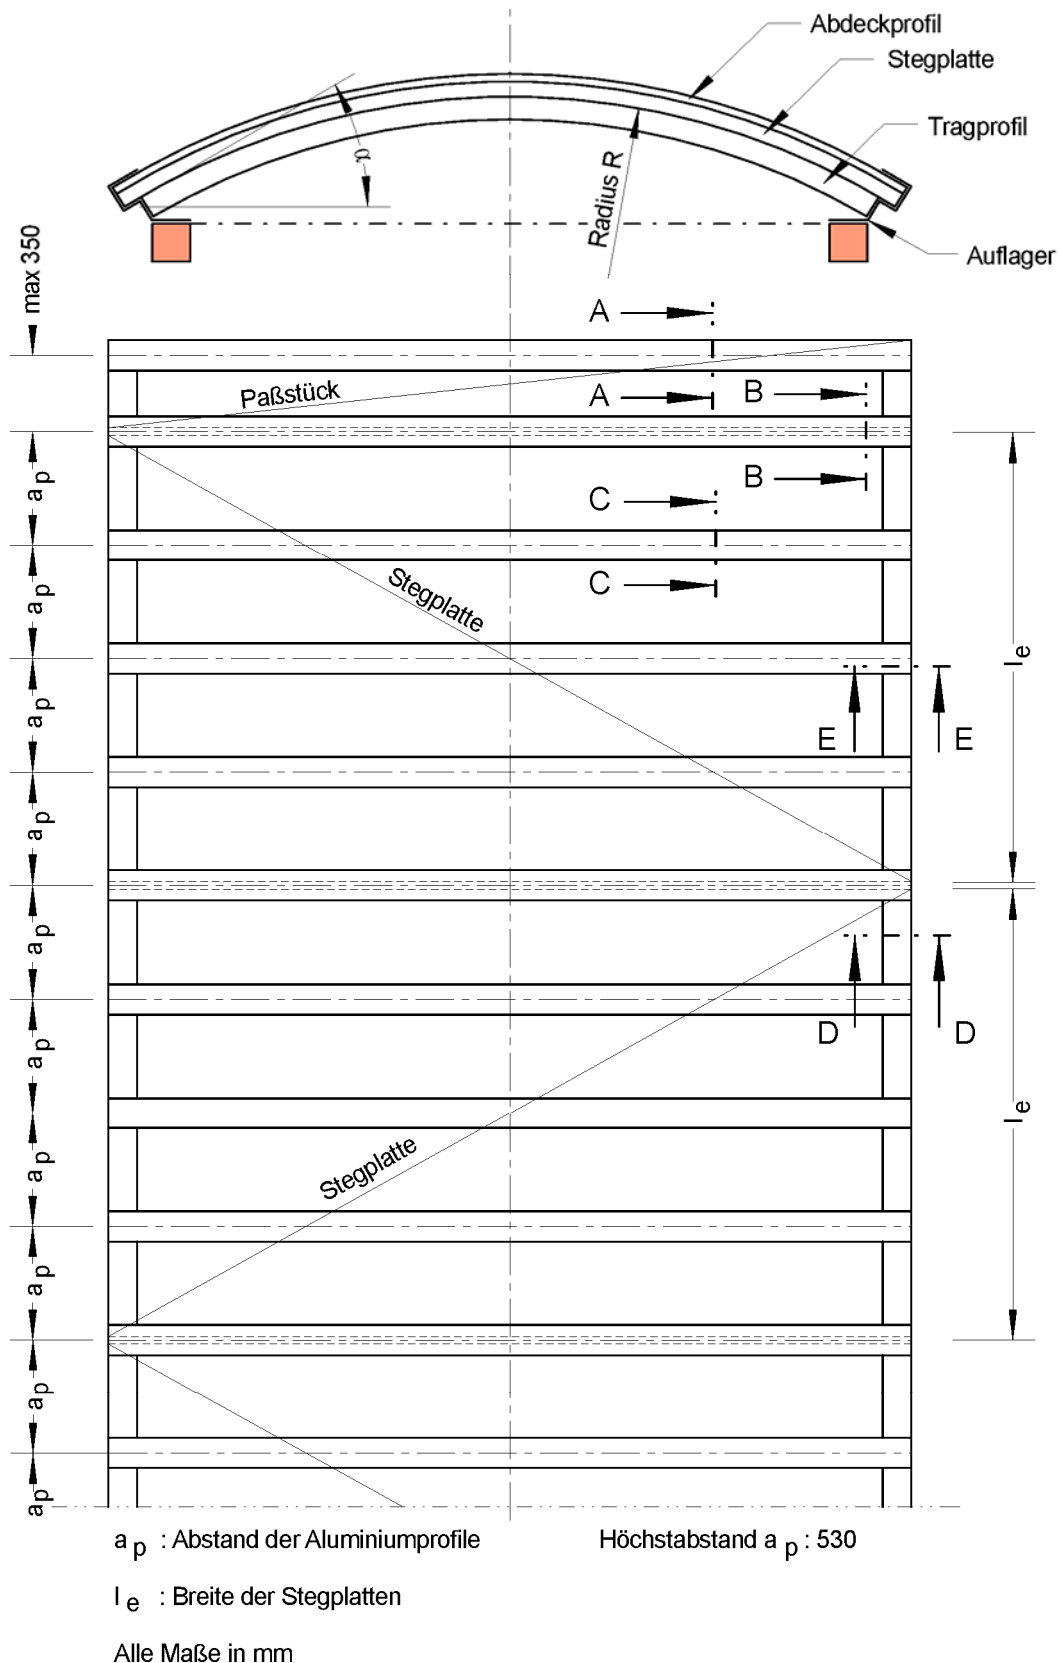 Abdeckprofil
Stegplatte
Tragprofil
α
Radius R
Auflager
max 350
A
Paßstück
A
B
a p
B
C
a p
Stegplatte
C
l e
a p
E E
a p
a p
D D
a p
l e
a p
Stegplatte
a p
a p
a p
a p : Abstand der Aluminiumprofile Höchstabstand a p : 530
l e : Breite der Stegplatten
Alle Maße in mm